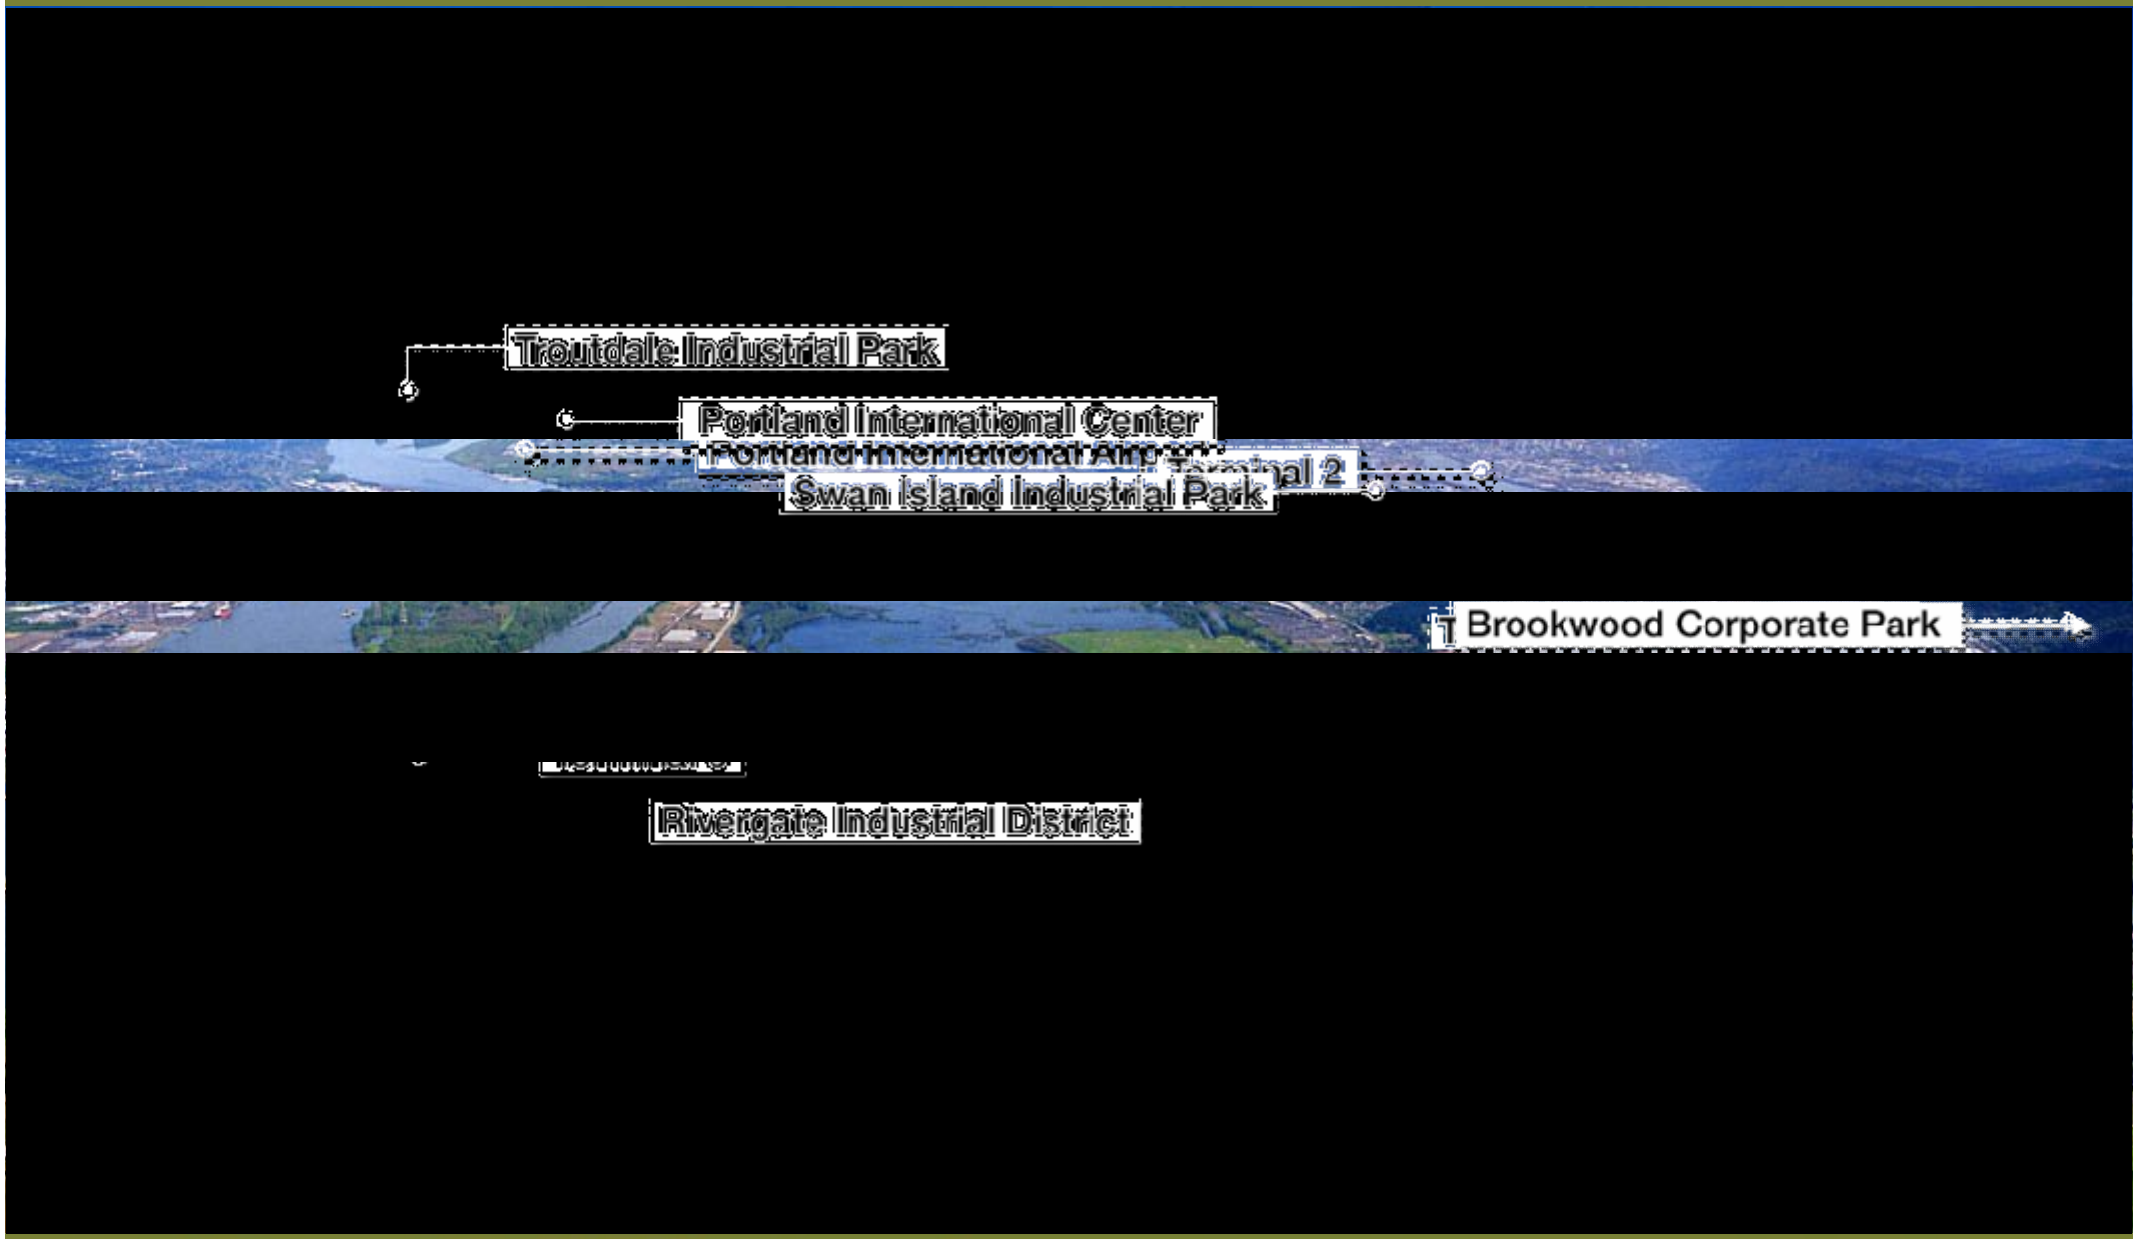 Troutdale Industrial Park
Portland International Center
Portland International Airp
Terminal 2
Swan Island Industrial Park
T
Brookwood Corporate Park
Rivergate Industrial District